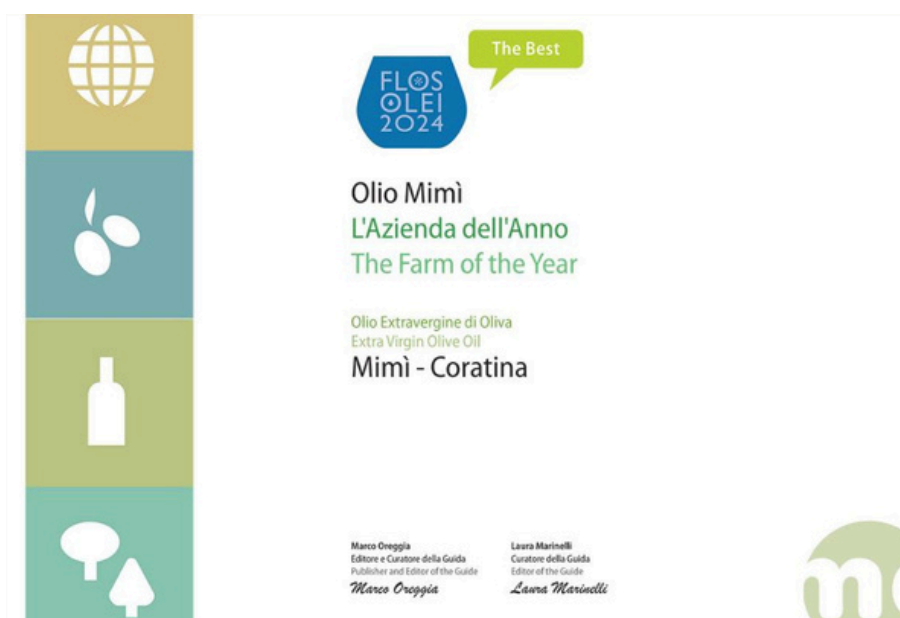 The Best
FLOS
OLEI
2024
Olio Mimì
L'Azienda dell'Anno
The Farm of the Year
Olio Extravergine di Oliva
Extra Virgin Olive Oil
Mimì - Coratina
Marco Oreggia
Editore e Curatore della Guida
Publisher and Editor of the Guide
Marco Oreggia
Laura Marinelli
Curatore della Guida
Editor of the Guide
Laura Marinelli